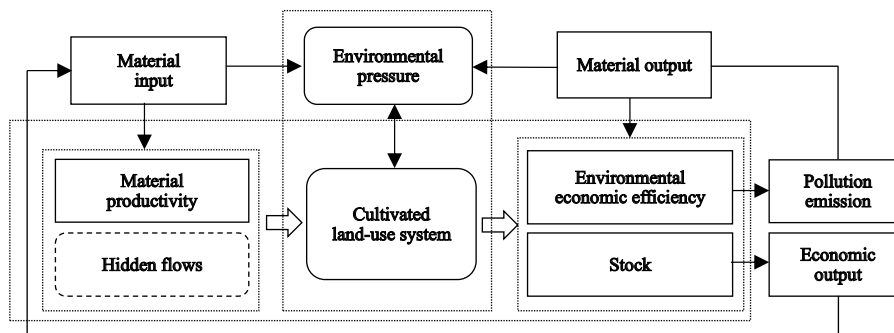 Material
input
Environmental
pressure
Material output
Material
productivity
Hidden flows
Cultivated
land-use system
Environmental
economic efficiency
Stock
Pollution
emission
Economic
output